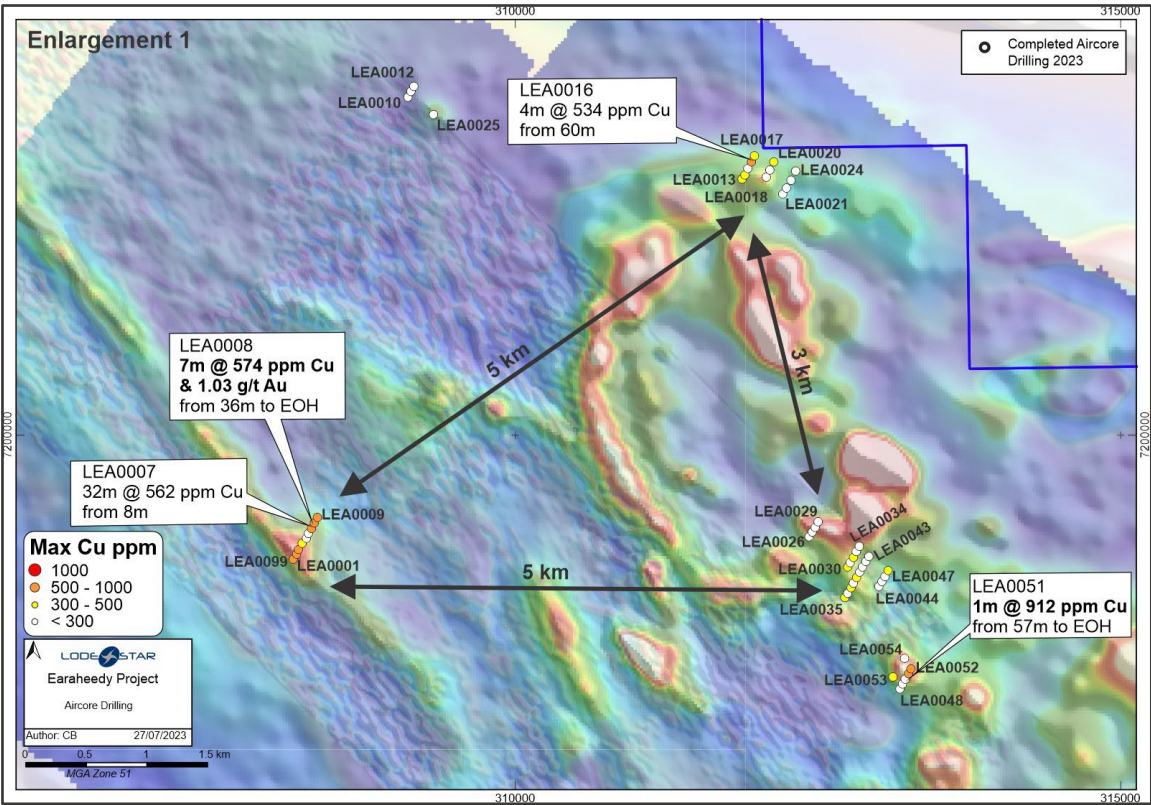 310000
315000
Enlargement 1
Completed Aircore
Drilling 2023
LEA0012
LEA0010
LEA0025
LEA0016
4m @ 534 ppm Cu
from 60m
LEA0017
LEA0020
LEA0024
LEA0013
LEA0018
LEA0021
5 km
3 km
LEA0008
7m @ 574 ppm Cu
& 1.03 g/t Au
from 36m to EOH
7200000
7200000
LEA0007
32m @ 562 ppm Cu
from 8m
LEA0009
LEA0099
LEA0001
LEA0029
LEA0026
LEA0034
LEA0043
LEA0030
LEA0047
LEA0044
LEA0035
5 km
Max Cu ppm
1000
500 - 1000
300 - 500
< 300
LEA0051
1m @ 912 ppm Cu
from 57m to EOH
LEA0054
LEA0052
LEA0053
LEA0048
LODESTAR
Earaheedy Project
Aircore Drilling
Author: CB
27/07/2023
0 0.5 1 1.5 km
MGA Zone 51
310000
315000